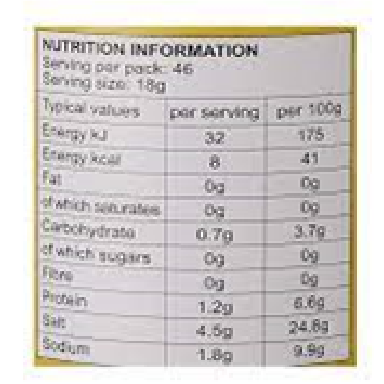 NUTRITION INFORMATION
Serving per pack: 46
Serving size: 18g
Typical values per serving per 100g
Energy kJ 32 175
Energy kcal 8 41
Fat 0g 0g
of which saturates 0g 0g
Carbohydrate 0.7g 3.7g
of which sugars 0g 0g
Fibre 0g 0g
Protein 1.2g 6.6g
Salt 4.5g 24.8g
Sodium 1.8g 9.9g